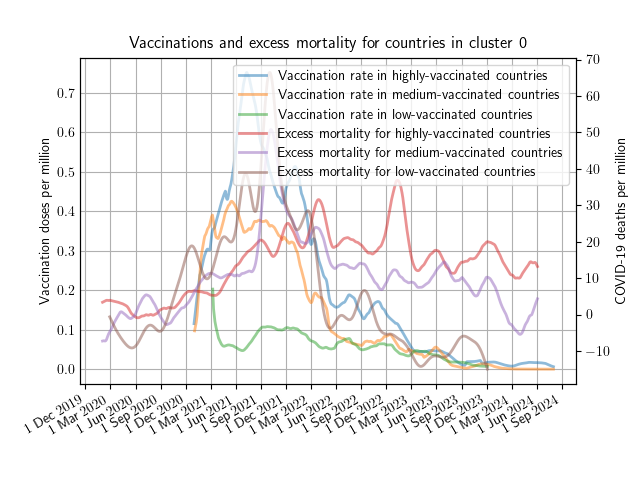 Vaccinations and excess mortality for countries in cluster 0
Vaccination rate in highly-vaccinated countries
Vaccination rate in medium-vaccinated countries
Vaccination rate in low-vaccinated countries
Excess mortality for highly-vaccinated countries
Excess mortality for medium-vaccinated countries
Excess mortality for low-vaccinated countries
Vaccination doses per million
0.7
0.6
0.5
0.4
0.3
0.2
0.1
0.0
COVID-19 deaths per million
70
60
50
40
30
20
10
0
−10
1 Dec 2019
1 Mar 2020
1 Jun 2020
1 Sep 2020
1 Dec 2020
1 Mar 2021
1 Jun 2021
1 Sep 2021
1 Dec 2021
1 Mar 2022
1 Jun 2022
1 Sep 2022
1 Dec 2022
1 Mar 2023
1 Jun 2023
1 Sep 2023
1 Dec 2023
1 Mar 2024
1 Jun 2024
1 Sep 2024